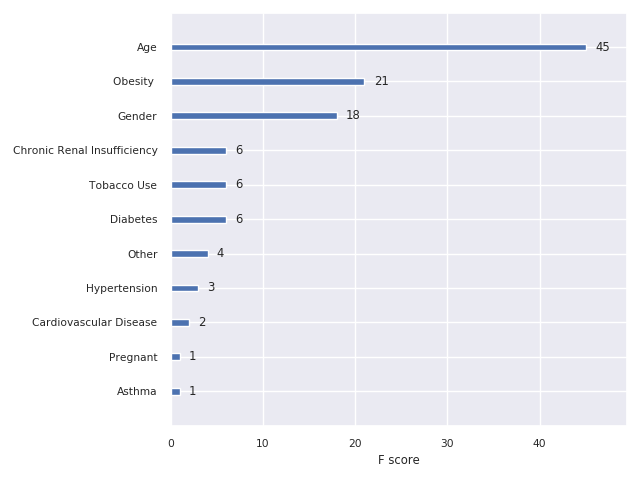 Age 45
Obesity 21
Gender 18
Chronic Renal Insufficiency 6
Tobacco Use 6
Diabetes 6
Other 4
Hypertension 3
Cardiovascular Disease 2
Pregnant 1
Asthma 1
0 10 20 30 40
F score